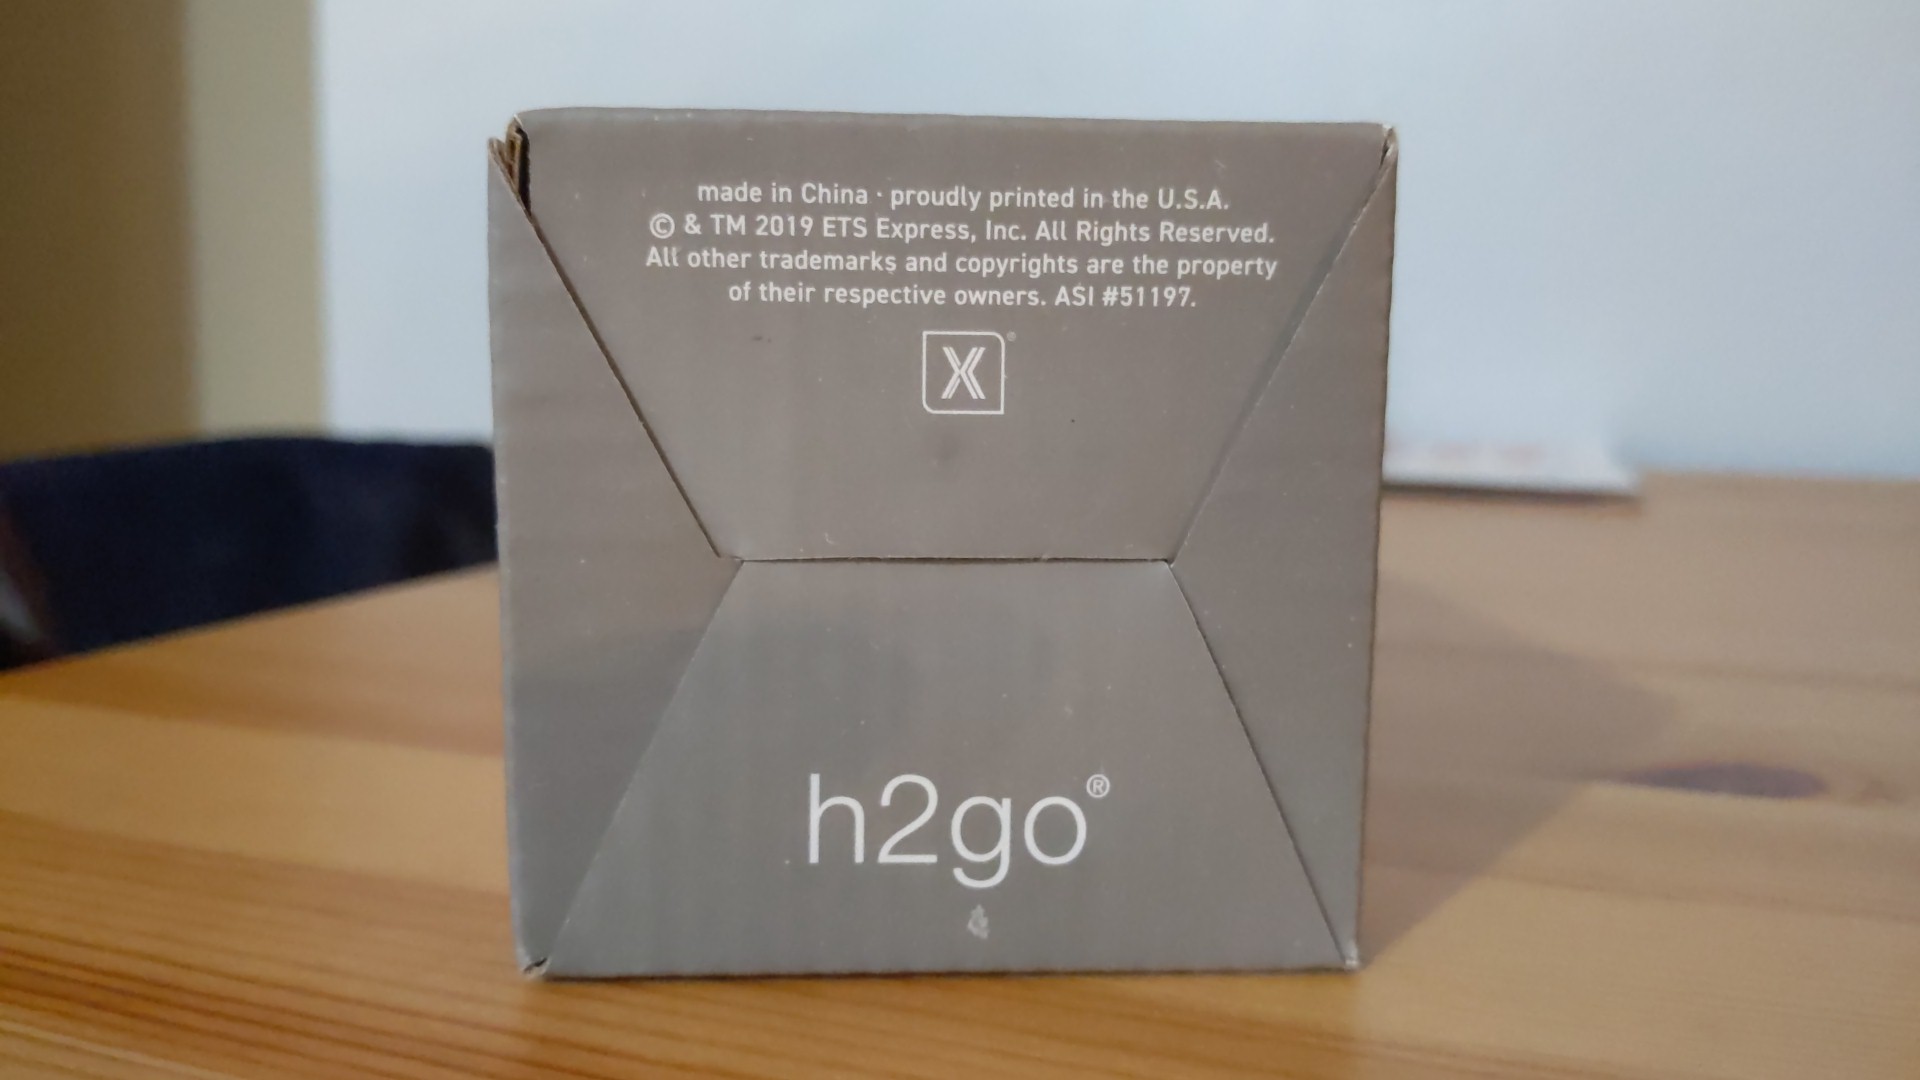 made in China · proudly printed in the U.S.A.
© & TM 2019 ETS Express, Inc. All Rights Reserved.
All other trademarks and copyrights are the property
of their respective owners. ASI #51197.
X®
h2go®